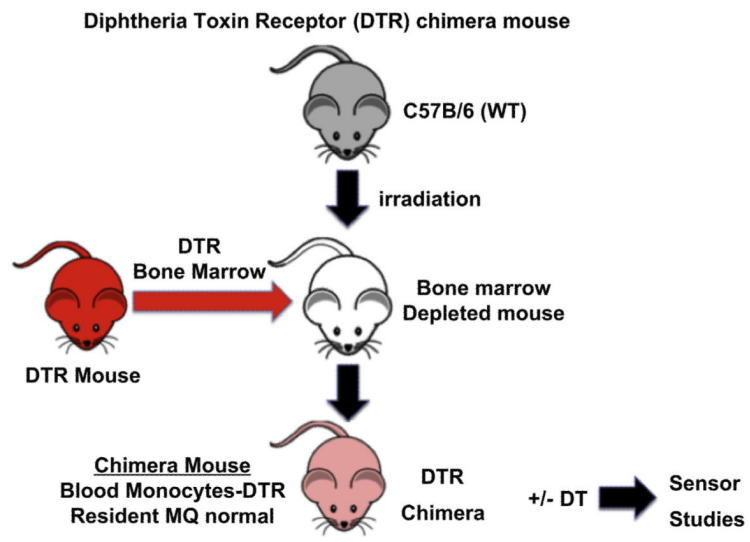 Diphtheria Toxin Receptor (DTR) chimera mouse
C57B/6 (WT)
irradiation
DTR
Bone Marrow
Bone marrow
Depleted mouse
DTR Mouse
Chimera Mouse
Blood Monocytes-DTR
Resident MQ normal
DTR
Chimera
+/- DT
Sensor
Studies